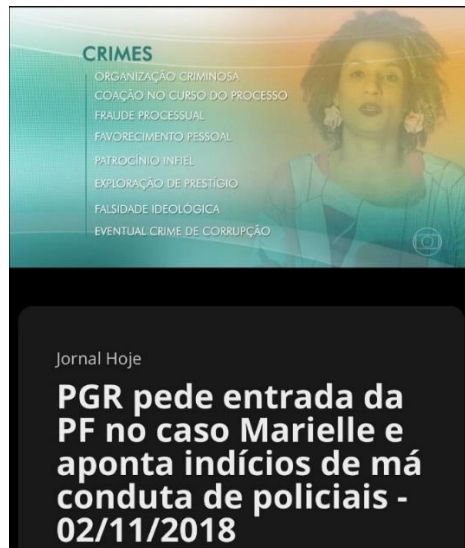 CRIMES
ORGANIZAÇÃO CRIMINOSA
COAÇÃO NO CURSO DO PROCESSO
FRAUDE PROCESSUAL
FAVORECIMENTO PESSOAL
PATROCÍNIO INFIEL
EXPLORAÇÃO DE PRESTÍGIO
FALSIDADE IDEOLÓGICA
EVENTUAL CRIME DE CORRUPÇÃO
Jornal Hoje
PGR pede entrada da
PF no caso Marielle e
aponta indícios de má
conduta de policiais -
02/11/2018